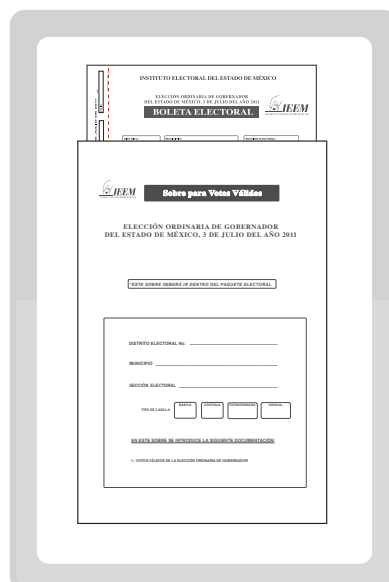 INSTITUTO ELECTORAL DEL ESTADO DE MÉXICO
ELECCIÓN ORDINARIA DE GOBERNADOR
DEL ESTADO DE MÉXICO, 3 DE JULIO DEL AÑO 2011
BOLETA ELECTORAL
IEEM
IEEM
Sobre para Votos Válidos
ELECCIÓN ORDINARIA DE GOBERNADOR
DEL ESTADO DE MÉXICO, 3 DE JULIO DEL AÑO 2011
*ESTE SOBRE DEBERÁ IR DENTRO DEL PAQUETE ELECTORAL
DISTRITO ELECTORAL No.
MUNICIPIO
SECCIÓN ELECTORAL
TIPO DE CASILLA BÁSICA CONTIGUA EXTRAORDINARIA ESPECIAL
EN ESTE SOBRE SE INTRODUCE LA SIGUIENTE DOCUMENTACIÓN:
1.- VOTOS VÁLIDOS DE LA ELECCIÓN ORDINARIA DE GOBERNADOR